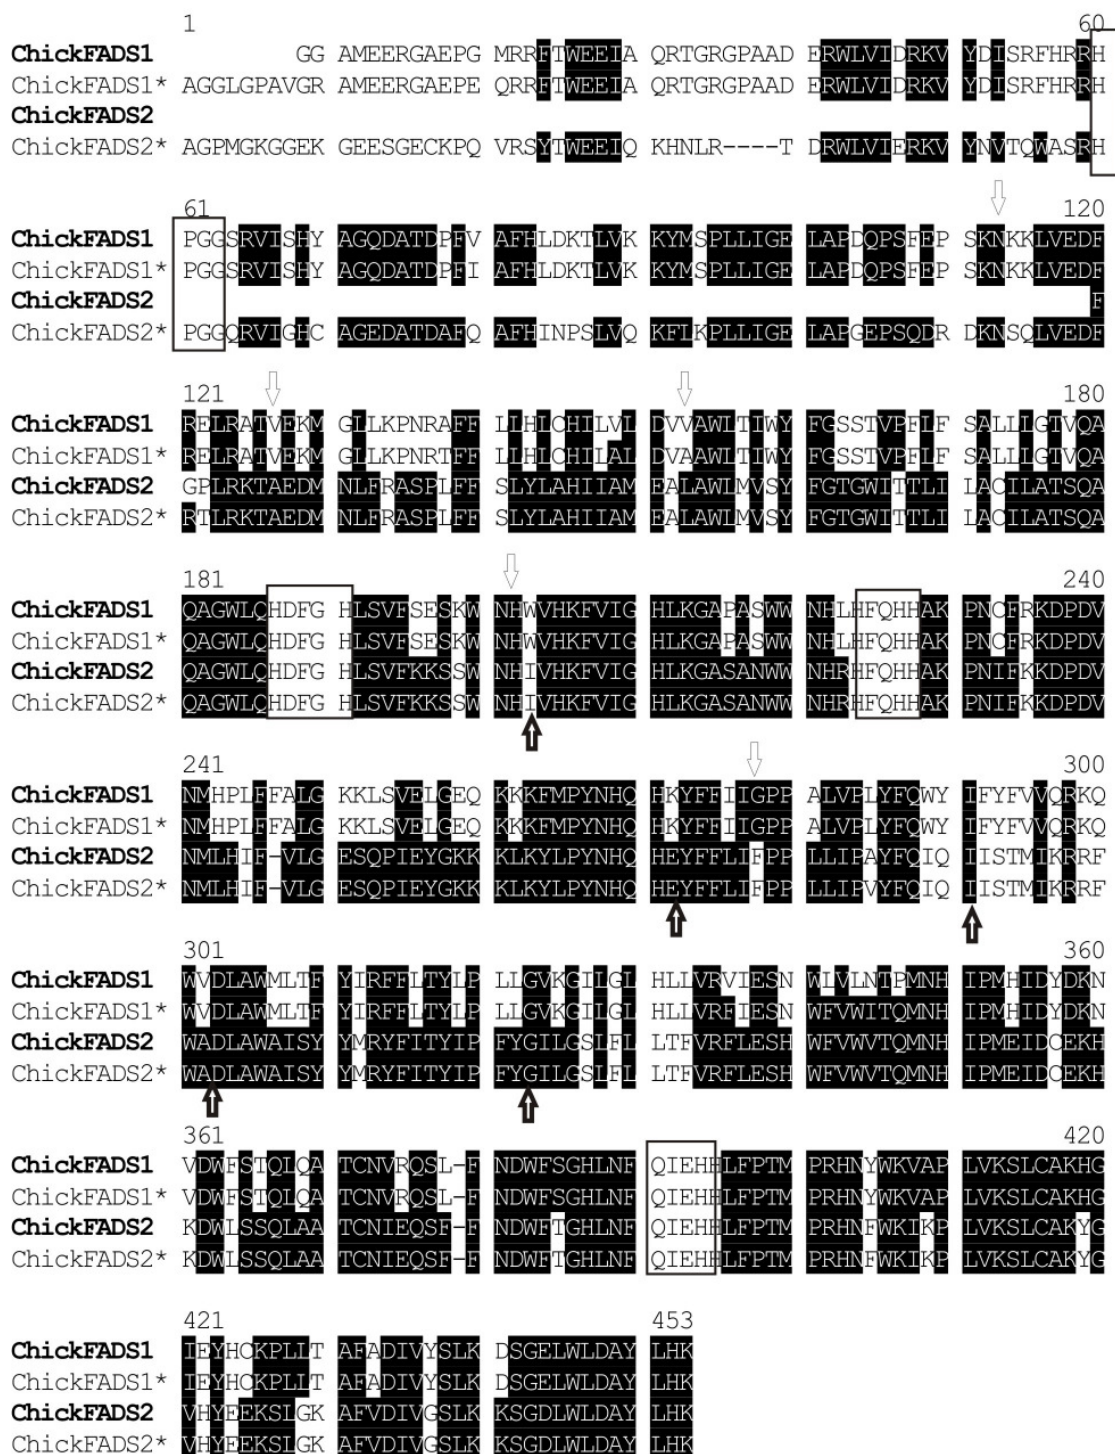 1 60
ChickFADS1 GG AMEERGAEPG MRRFTWEEIA QRTGRGPAAD ERWLVIDRKV YDISRFHRRH
ChickFADS1* AGGLGPAVGR AMEERGAEPE QRRFTWEEIA QRTGRGPAAD ERWLVIDRKV YDISRFHRRH
ChickFADS2
ChickFADS2* AGPMGKGGEK GEESGECKPQ VRSYTWEEIQ KHNLR----T DRWLVIERKV YNVTQWASRH
61 120
ChickFADS1 PGGSRVISHY AGQDATDPFV AFHLDKTLVK KYMSPLLIGE LAPDQPSFEP SKNKKLVEDF
ChickFADS1* PGGSRVISHY AGQDATDPFI AFHLDKTLVK KYMSPLLIGE LAPDQPSFEP SKNKKLVEDF
ChickFADS2 F
ChickFADS2* PGGQRVIGHC AGEDATDAFQ AFHINPSLVQ KFLKPLLIGE LAPGEPSQDR DKNSQLVEDF
121 180
ChickFADS1 RELRATVEKM GLLKPNRAFF LLHLCHILVL DVVAWLTIWY FGSSTVPFLF SALLLGTVQA
ChickFADS1* RELRATVEKM GLLKPNRTFF LLHLCHILAL DVAAWLTIWY FGSSTVPFLF SALLLGTVQA
ChickFADS2 GPLRKTAEDM NLFRASPLFF SLYLAHIIAM EALAWLMVSY FGTGWITTLI LACILATSQA
ChickFADS2* RTLRKTAEDM NLFRASPLFF SLYLAHIIAM EALAWLMVSY FGTGWITTLI LACILATSQA
181 240
ChickFADS1 QAGWLQHDFG HLSVFSESKW NHWVHKFVIG HLKGAPASWW NHLHFQHHAK PNCFRKDPDV
ChickFADS1* QAGWLQHDFG HLSVFSESKW NHWVHKFVIG HLKGAPASWW NHLHFQHHAK PNCFRKDPDV
ChickFADS2 QAGWLQHDFG HLSVFKKSSW NHIVHKFVIG HLKGASANWW NHRHFQHHAK PNIFKKDPDV
ChickFADS2* QAGWLQHDFG HLSVFKKSSW NHIVHKFVIG HLKGASANWW NHRHFQHHAK PNIFKKDPDV
241 300
ChickFADS1 NMHPLFFALG KKLSVELGEQ KKKFMPYNHQ HKYFFIIGPP ALVPLYFQWY IFYFVVQRKQ
ChickFADS1* NMHPLFFALG KKLSVELGEQ KKKFMPYNHQ HKYFFIIGPP ALVPLYFQWY IFYFVVQRKQ
ChickFADS2 NMLHIF-VLG ESQPIEYGKK KLKYLPYNHQ HEYFFLIFPP LLIPAYFQIQ IISTMIKRRF
ChickFADS2* NMLHIF-VLG ESQPIEYGKK KLKYLPYNHQ HEYFFLIFPP LLIPVYFQIQ IISTMIKRRF
301 360
ChickFADS1 WVDLAWMLTF YIRFFLTYLP LLGVKGILGL HLLVRVIESN WLVLNTPMNH IPMHIDYDKN
ChickFADS1* WVDLAWMLTF YIRFFLTYLP LLGVKGILGL HLLVRFIESN WFVWITQMNH IPMHIDYDKN
ChickFADS2 WADLAWAISY YMRYFITYIP FYGILGSLFL LTFVRFLESH WFVWVTQMNH IPMEIDCEKH
ChickFADS2* WADLAWAISY YMRYFITYIP FYGILGSLFL LTFVRFLESH WFVWVTQMNH IPMEIDCEKH
361 420
ChickFADS1 VDWFSTQLQA TCNVRQSL-F NDWFSGHLNF QIEHHLFPTM PRHNYWKVAP LVKSLCAKHG
ChickFADS1* VDWFSTQLQA TCNVRQSL-F NDWFSGHLNF QIEHHLFPTM PRHNYWKVAP LVKSLCAKHG
ChickFADS2 KDWLSSQLAA TCNIEQSF-F NDWFTGHLNF QIEHHLFPTM PRHNFWKIKP LVKSLCAKYG
ChickFADS2* KDWLSSQLAA TCNIEQSF-F NDWFTGHLNF QIEHHLFPTM PRHNFWKIKP LVKSLCAKYG
421 453
ChickFADS1 IEYHCKPLLT AFADIVYSLK DSGELWLDAY LHK
ChickFADS1* IEYHCKPLLT AFADIVYSLK DSGELWLDAY LHK
ChickFADS2 VHYEEKSLGK AFVDIVGSLK KSGDLWLDAY LHK
ChickFADS2* VHYEEKSLGK AFVDIVGSLK KSGDLWLDAY LHK